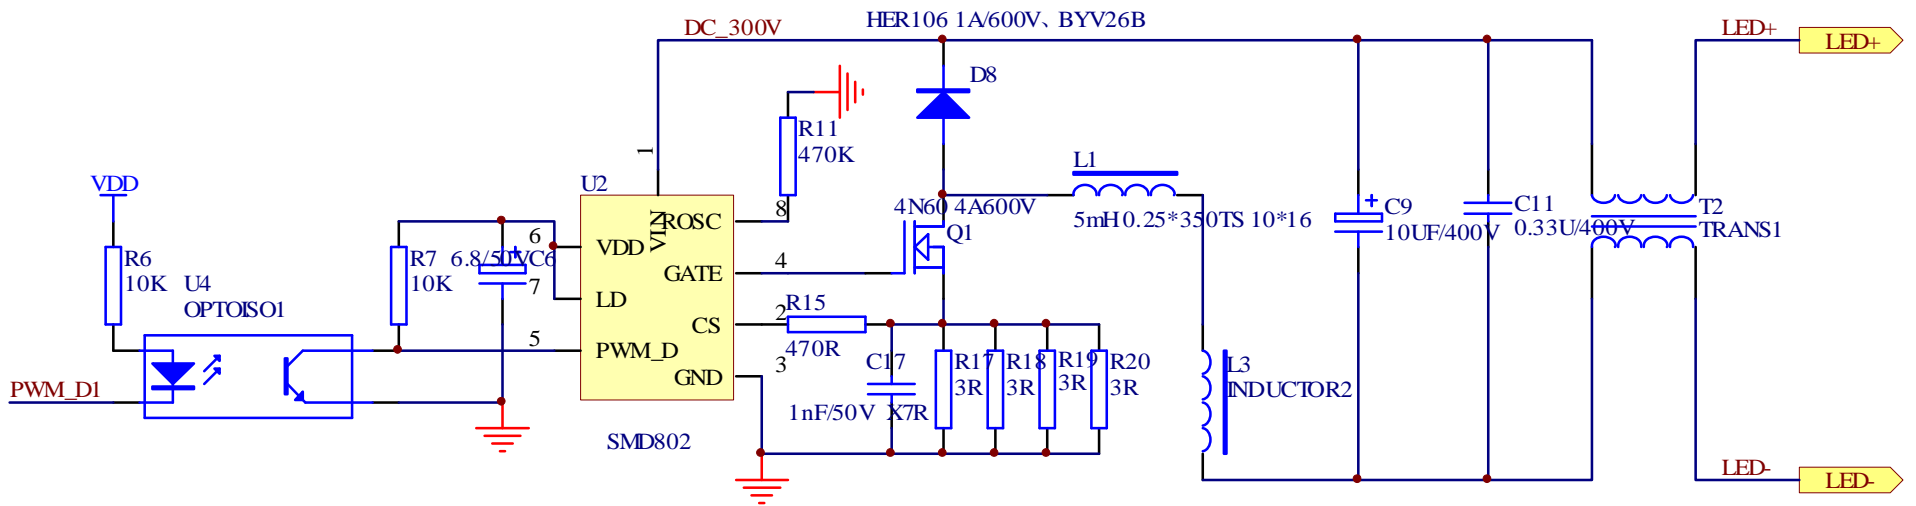 HER106 1A/600V、BYV26B
DC_300V
LED+
LED+
D8
R11
470K
1
L1
VDD
U2
8
ROSC
VIN
4N60 4A600V
5mH 0.25*350TS 10*16
C9
10UF/400V
C11
0.33U/400V
T2
TRANS1
Q1
6
VDD
R6
10K
U4
OPTOISO1
R7
10K
6.8/50V
C6
7
4
GATE
LD
R15
2
CS
470R
5
PWM_D
3
GND
C17
1nF/50V X7R
R17
3R
R18
3R
R19
3R
R20
3R
L3
INDUCTOR2
PWM_D1
SMD802
LED-
LED-